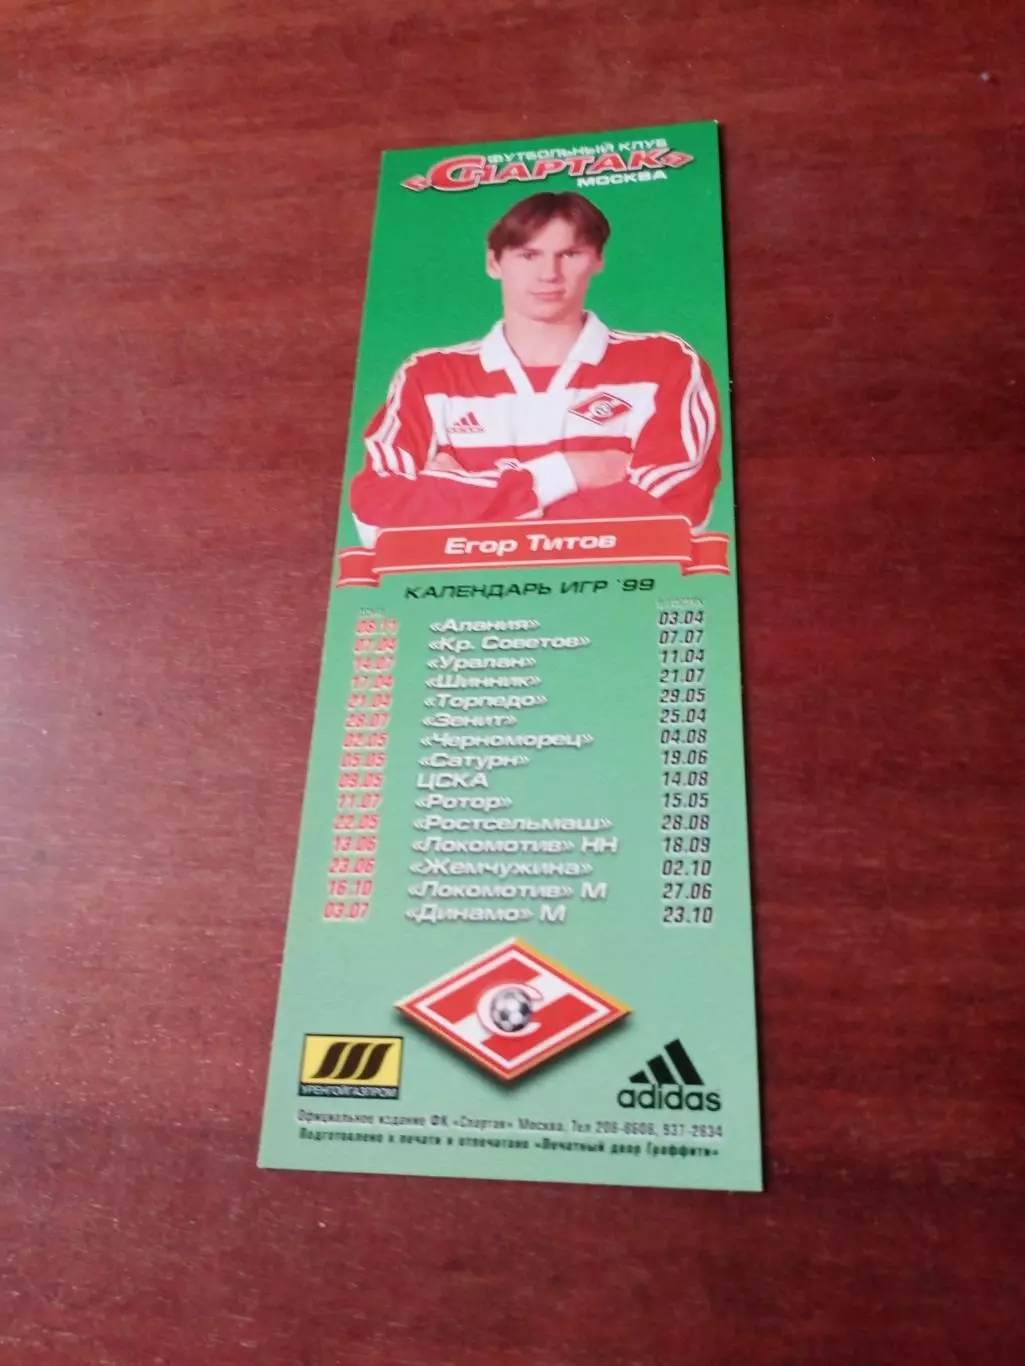 ФУТБОЛЬНЫЙ КЛУБ
«СПАРТАК»
МОСКВА
adidas
Егор Титов
КАЛЕНДАРЬ ИГР '99
08.11 «Алания» 03.04
07.04 «Кр. Советов» 07.07
14.07 «Уралан» 11.04
17.04 «Шинник» 21.07
21.04 «Торпедо» 29.05
28.07 «Зенит» 25.04
02.05 «Черноморец» 04.08
05.05 «Сатурн» 19.06
09.05 ЦСКА 14.08
11.07 «Ротор» 15.05
22.05 «Ростсельмаш» 28.08
13.06 «Локомотив» НН 18.09
23.06 «Жемчужина» 02.10
16.10 «Локомотив» М 27.06
03.07 «Динамо» М 23.10
С
УРЕНГОЙГАЗПРОМ
adidas
Официальное издание ФК «Спартак» Москва. Тел 206-6606, 937-2634
Подготовлено к печати и отпечатано «Печатный двор Граффити»